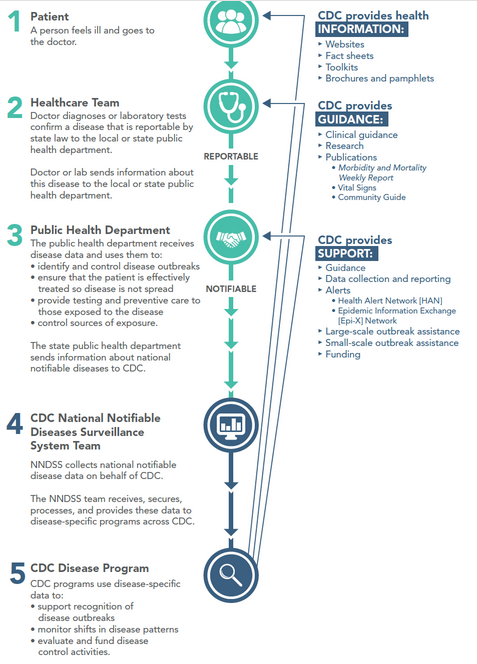 1 Patient
A person feels ill and goes to
the doctor.
2 Healthcare Team
Doctor diagnoses or laboratory tests
confirm a disease that is reportable by
state law to the local or state public
health department.
Doctor or lab sends information about
this disease to the local or state public
health department.
REPORTABLE
3 Public Health Department
The public health department receives
disease data and uses them to:
• identify and control disease outbreaks
• ensure that the patient is effectively
treated so disease is not spread
• provide testing and preventive care to
those exposed to the disease
• control sources of exposure.
The state public health department
sends information about national
notifiable diseases to CDC.
NOTIFIABLE
4 CDC National Notifiable
Diseases Surveillance
System Team
NNDSS collects national notifiable
disease data on behalf of CDC.
The NNDSS team receives, secures,
processes, and provides these data to
disease-specific programs across CDC.
5 CDC Disease Program
CDC programs use disease-specific
data to:
• support recognition of
disease outbreaks
• monitor shifts in disease patterns
• evaluate and fund disease
control activities.
CDC provides health
INFORMATION:
▸ Websites
▸ Fact sheets
▸ Toolkits
▸ Brochures and pamphlets
CDC provides
GUIDANCE:
▸ Clinical guidance
▸ Research
▸ Publications
• Morbidity and Mortality
Weekly Report
• Vital Signs
• Community Guide
CDC provides
SUPPORT:
▸ Guidance
▸ Data collection and reporting
▸ Alerts
• Health Alert Network [HAN]
• Epidemic Information Exchange
[Epi-X] Network
▸ Large-scale outbreak assistance
▸ Small-scale outbreak assistance
▸ Funding